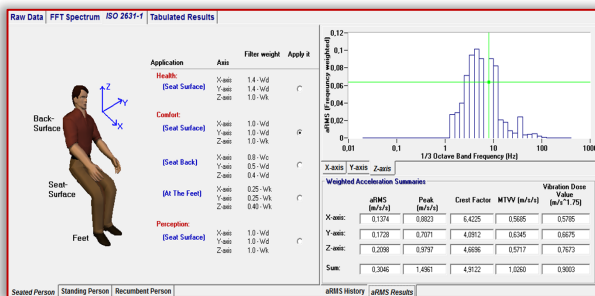 Raw Data FFT Spectrum ISO 2631-1 Tabulated Results
Application Axis Filter weight Apply it
Health:
(Seat Surface)
X-axis 1.4 - Wd
Y-axis 1.4 - Wd
Z-axis 1.0 - Wk
Comfort:
(Seat Surface)
X-axis 1.0 - Wd
Y-axis 1.0 - Wd
Z-axis 1.0 - Wk
(Seat Back)
X-axis 0.8 - Wc
Y-axis 0.5 - Wd
Z-axis 0.4 - Wd
(At The Feet)
X-axis 0.25 - Wk
Y-axis 0.25 - Wk
Z-axis 0.40 - Wk
Perception:
(Seat Surface)
X-axis 1.0 - Wd
Y-axis 1.0 - Wd
Z-axis 1.0 - Wk
Z
Y
X
Back-
Surface
Seat-
Surface
Feet
Seated Person Standing Person Recumbent Person
aRMS (Frequency weighted)
0,12
0,1
0,08
0,06
0,04
0,02
0
0,01 0,1 1 10 100 1000
1/3 Octave Band Frequency (Hz)
X-axis Y-axis Z-axis
Weighted Acceleration Summaries
aRMS (m/s/s) Peak (m/s/s) Crest Factor MTVV (m/s/s) Vibration Dose Value (m/s^1.75)
X-axis: 0,1374 0,8823 6,4225 0,5685 0,5785
Y-axis: 0,1728 0,7071 4,0912 0,6345 0,6675
Z-axis: 0,2098 0,9797 4,6696 0,5717 0,7673
Sum: 0,3046 1,4961 4,9122 1,0260 0,9003
aRMS History aRMS Results